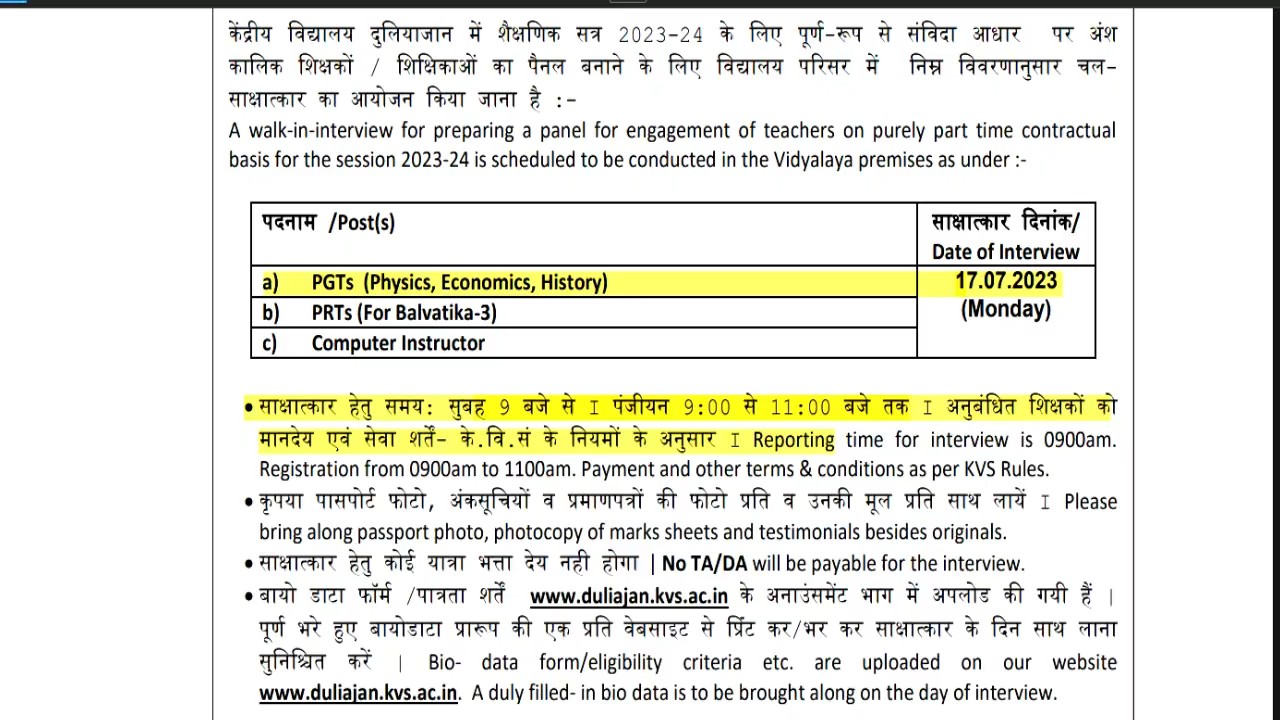 केंद्रीय विद्यालय दुलियाजान में शैक्षणिक सत्र 2023-24 के लिए पूर्ण-रूप से संविदा आधार पर अंश
कालिक शिक्षकों / शिक्षिकाओं का पैनल बनाने के लिए विद्यालय परिसर में निम्न विवरणानुसार चल-
साक्षात्कार का आयोजन किया जाना है :-
A walk-in-interview for preparing a panel for engagement of teachers on purely part time contractual
basis for the session 2023-24 is scheduled to be conducted in the Vidyalaya premises as under :-
पदनाम /Post(s)
साक्षात्कार दिनांक/
Date of Interview
a) PGTs (Physics, Economics, History)
17.07.2023
b) PRTs (For Balvatika-3)
(Monday)
c) Computer Instructor
• साक्षात्कार हेतु समय: सुबह 9 बजे से I पंजीयन 9:00 से 11:00 बजे तक I अनुबंधित शिक्षकों को
मानदेय एवं सेवा शर्तें- के.वि.सं के नियमों के अनुसार I Reporting time for interview is 0900am.
Registration from 0900am to 1100am. Payment and other terms & conditions as per KVS Rules.
• कृपया पासपोर्ट फोटो, अंकसूचियों व प्रमाणपत्रों की फोटो प्रति व उनकी मूल प्रति साथ लायें I Please
bring along passport photo, photocopy of marks sheets and testimonials besides originals.
• साक्षात्कार हेतु कोई यात्रा भत्ता देय नही होगा | No TA/DA will be payable for the interview.
• बायो डाटा फॉर्म /पात्रता शर्तें www.duliajan.kvs.ac.in के अनाउंसमेंट भाग में अपलोड की गयी हैं |
पूर्ण भरे हुए बायोडाटा प्रारूप की एक प्रति वेबसाइट से प्रिंट कर/भर कर साक्षात्कार के दिन साथ लाना
सुनिश्चित करें | Bio- data form/eligibility criteria etc. are uploaded on our website
www.duliajan.kvs.ac.in. A duly filled- in bio data is to be brought along on the day of interview.